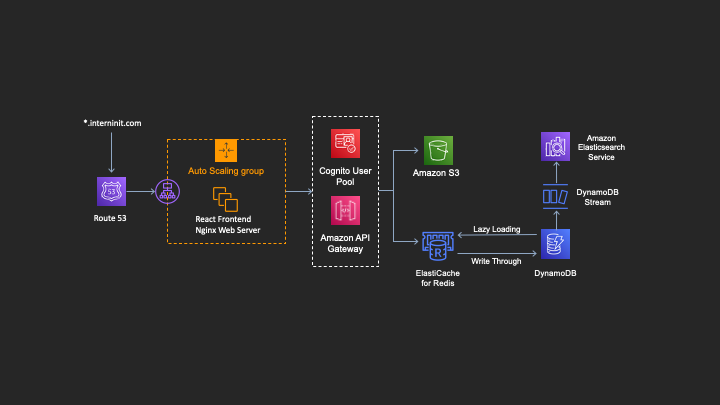 *.interninit.com
Route 53
53
Auto Scaling group
React Frontend
Nginx Web Server
Cognito User
Pool
Amazon API
Gateway
Amazon S3
ElastiCache
for Redis
R
Lazy Loading
Write Through
Amazon
Elasticsearch
Service
DynamoDB
Stream
DynamoDB